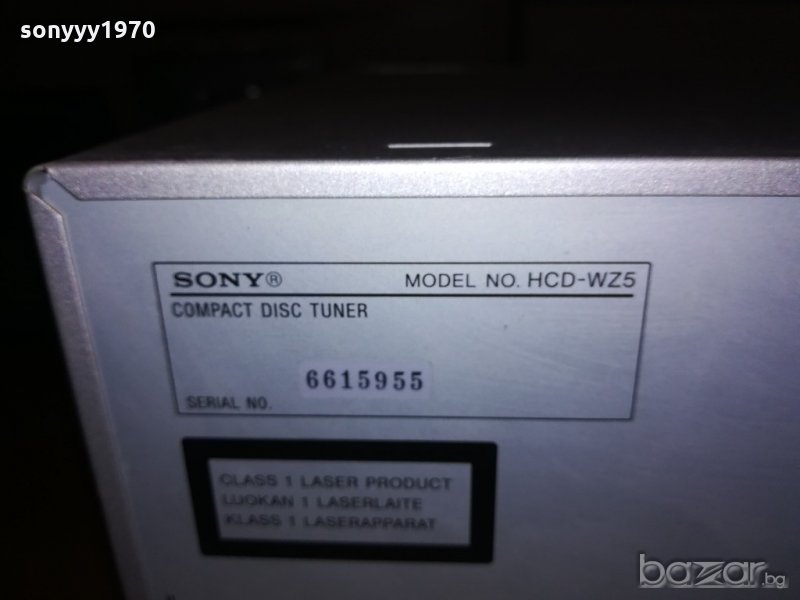 sonyyy1970
SONY® MODEL NO. HCD-WZ5
COMPACT DISC TUNER
6615955
SERIAL NO.
CLASS 1 LASER PRODUCT
LUOKAN 1 LASERLAITE
KLASS 1 LASERAPPARAT
bazar.bg